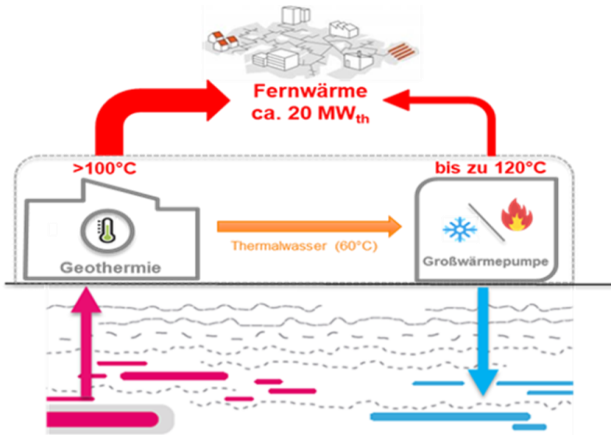 Fernwärme
ca. 20 MWth
>100°C
bis zu 120°C
Thermalwasser (60°C)
Geothermie
Großwärmepumpe